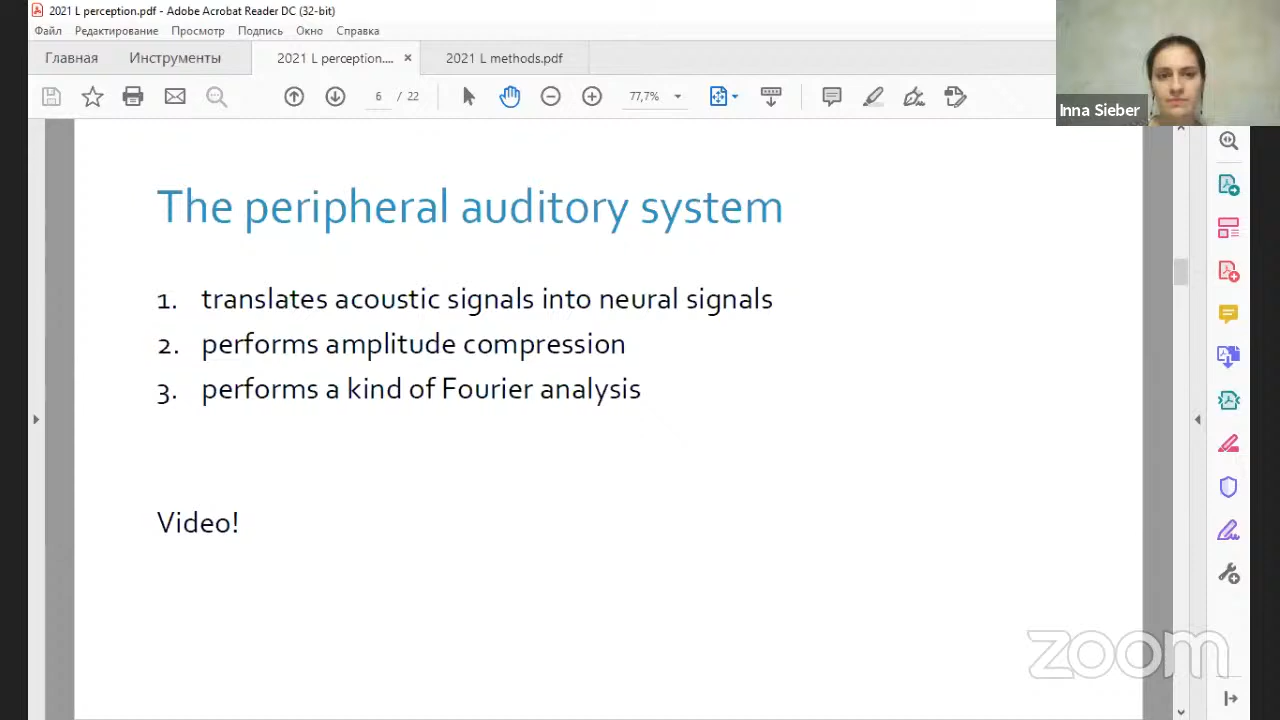 2021 L perception.pdf - Adobe Acrobat Reader DC (32-bit)
Файл Редактирование Просмотр Подпись Окно Справка
Главная Инструменты 2021 L perception.... × 2021 L methods.pdf
6 / 22 77,7%
Inna Sieber
The peripheral auditory system
1. translates acoustic signals into neural signals
2. performs amplitude compression
3. performs a kind of Fourier analysis
Video!
zoom